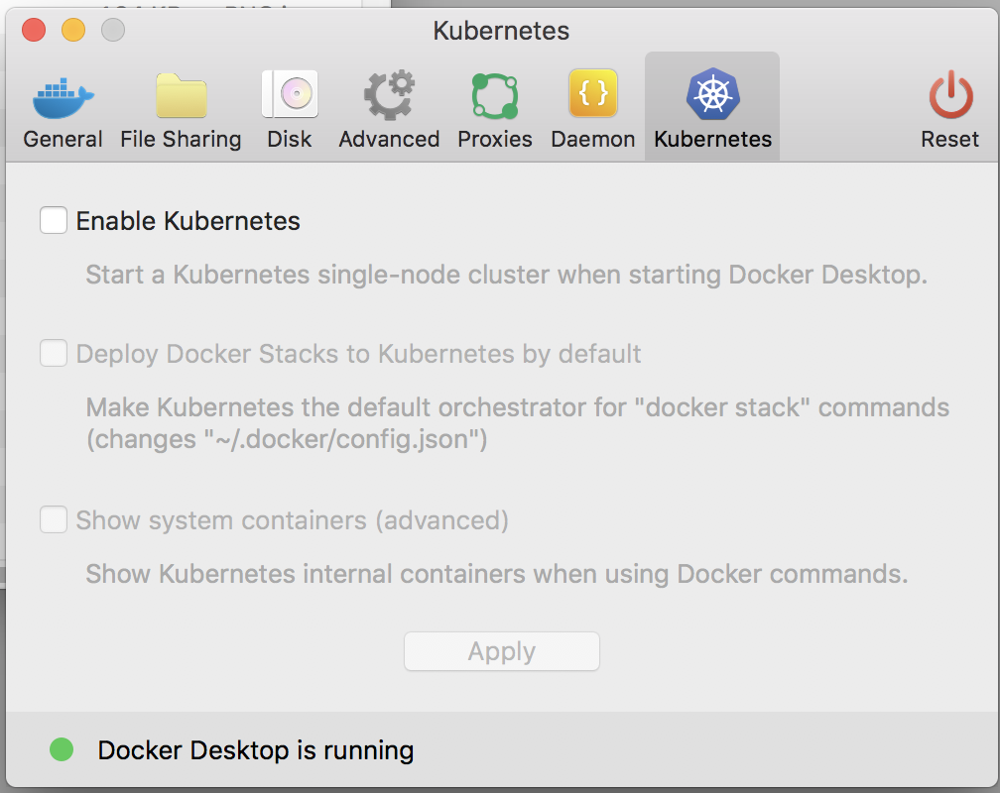 Kubernetes
General File Sharing Disk Advanced Proxies Daemon Kubernetes Reset
Enable Kubernetes
Start a Kubernetes single-node cluster when starting Docker Desktop.
Deploy Docker Stacks to Kubernetes by default
Make Kubernetes the default orchestrator for "docker stack" commands
(changes "~/.docker/config.json")
Show system containers (advanced)
Show Kubernetes internal containers when using Docker commands.
Apply
Docker Desktop is running